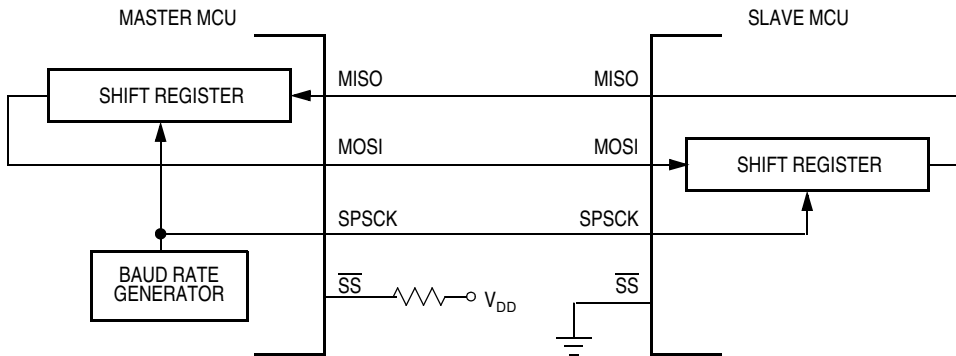 MASTER MCU
SLAVE MCU
SHIFT REGISTER
MISO
MISO
MOSI
MOSI
SHIFT REGISTER
SPSCK
SPSCK
BAUD RATE
GENERATOR
SS
VDD
SS